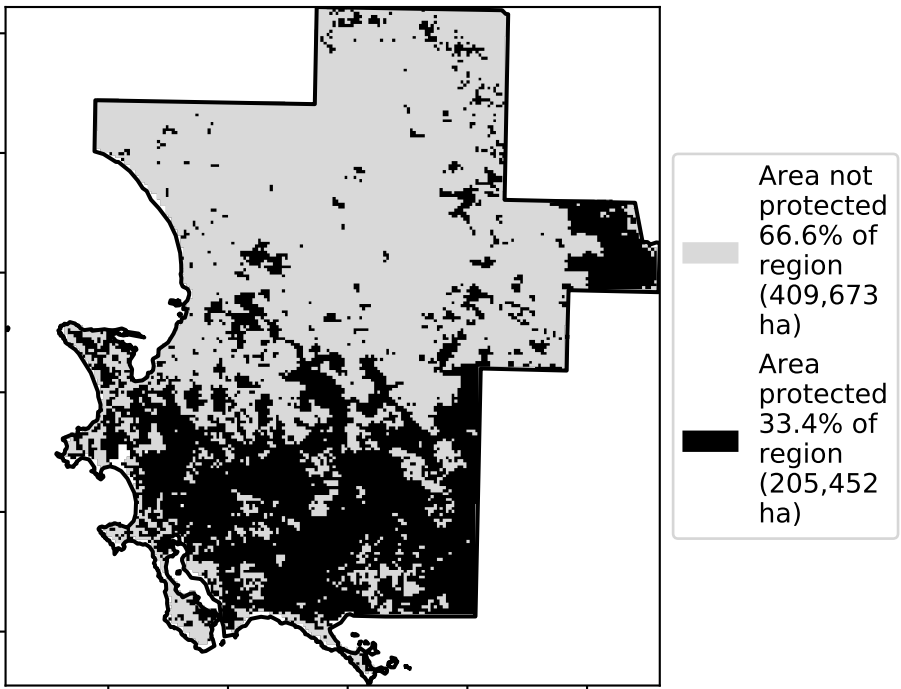 Area not
protected
66.6% of
region
(409,673
ha)
Area
protected
33.4% of
region
(205,452
ha)